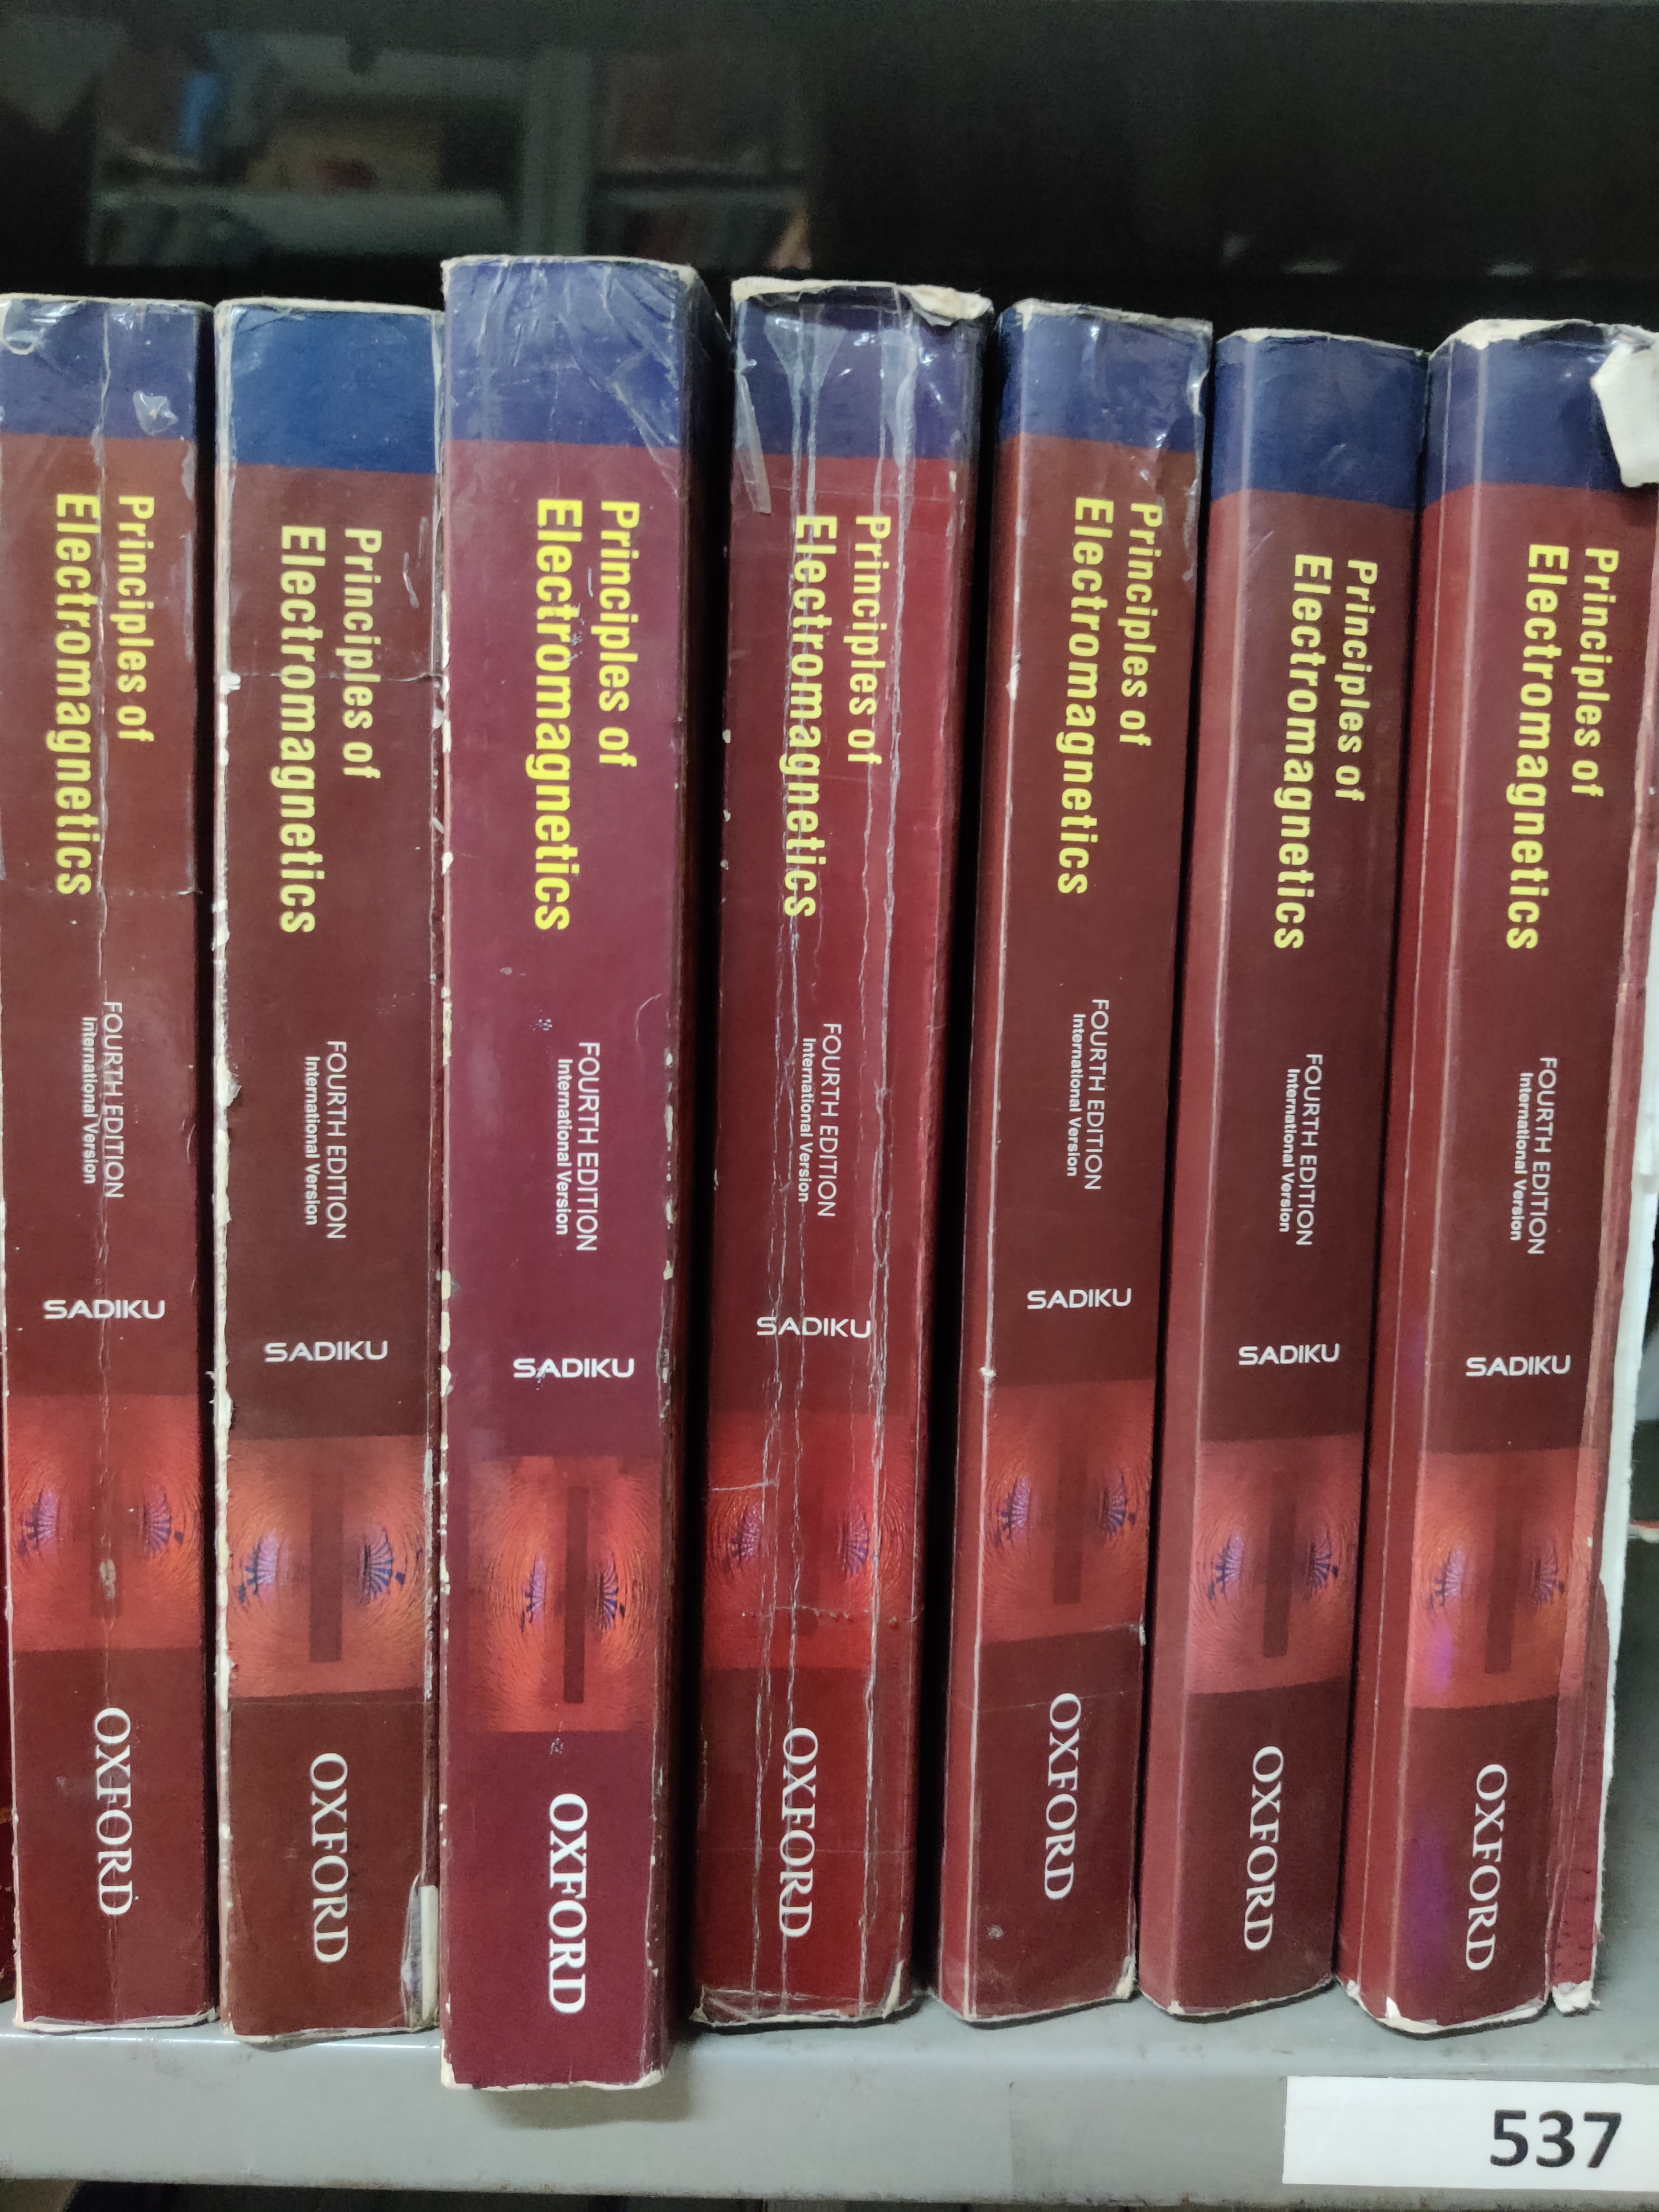 Principles of
Electromagnetics
FOURTH EDITION
International Version
SADIKU
OXFORD
Principles of
Electromagnetics
FOURTH EDITION
International Version
SADIKU
OXFORD
Principles of
Electromagnetics
FOURTH EDITION
International Version
SADIKU
OXFORD
Principles of
Electromagnetics
FOURTH EDITION
International Version
SADIKU
OXFORD
Principles of
Electromagnetics
FOURTH EDITION
International Version
SADIKU
OXFORD
Principles of
Electromagnetics
FOURTH EDITION
International Version
SADIKU
OXFORD
Principles of
Electromagnetics
FOURTH EDITION
International Version
SADIKU
OXFORD
537